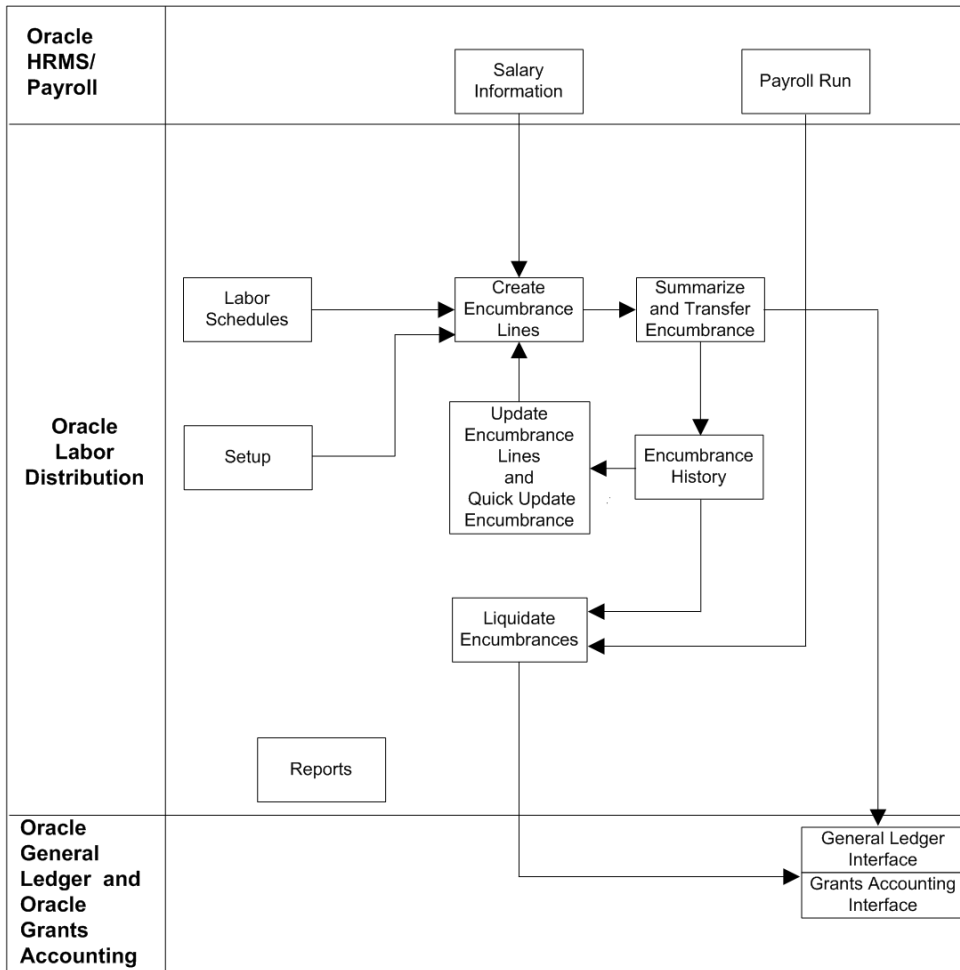 Oracle
HRMS/
Payroll
Salary
Information
Payroll Run
Oracle
Labor
Distribution
Labor
Schedules
Create
Encumbrance
Lines
Summarize
and Transfer
Encumbrance
Setup
Update
Encumbrance
Lines
and
Quick Update
Encumbrance
Encumbrance
History
Liquidate
Encumbrances
Reports
Oracle
General
Ledger and
Oracle
Grants
Accounting
General Ledger
Interface
Grants Accounting
Interface